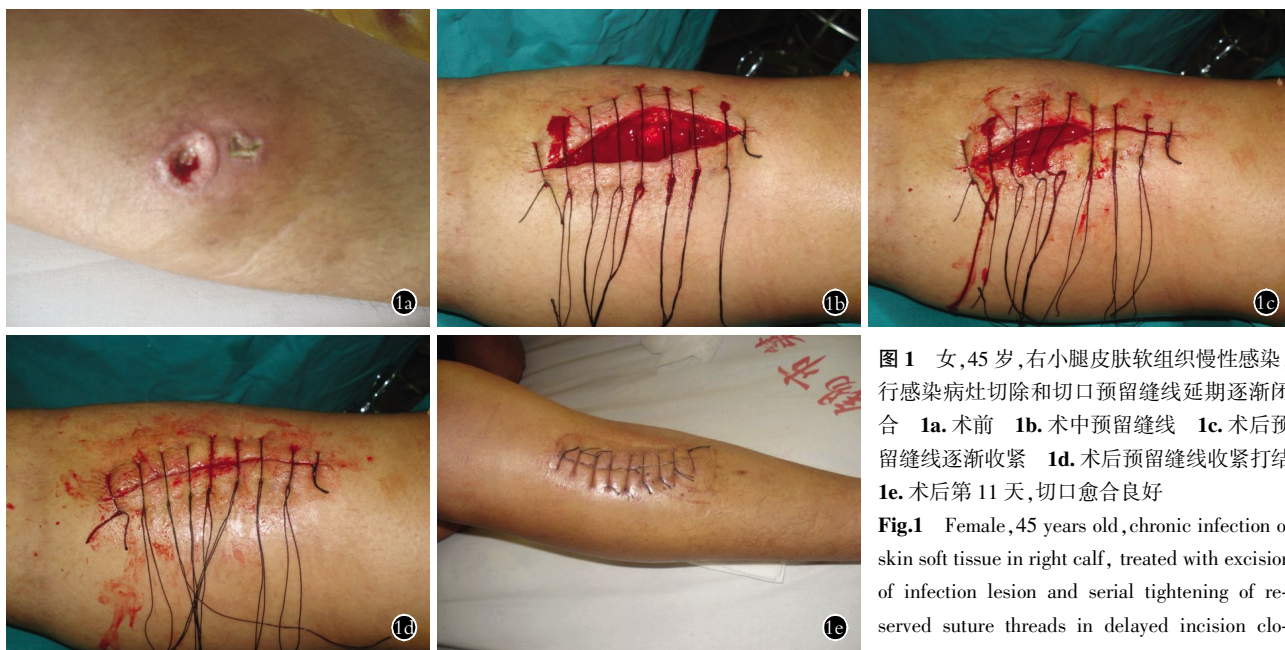 1a
1b
1c
1d
1e
图 1 女,45 岁,右小腿皮肤软组织慢性感染
行感染病灶切除和切口预留缝线延期逐渐闭
合 1a. 术前 1b. 术中预留缝线 1c. 术后预
留缝线逐渐收紧 1d. 术后预留缝线收紧打结
1e. 术后第 11 天,切口愈合良好
Fig.1 Female,45 years old,chronic infection o
skin soft tissue in right calf, treated with excision
of infection lesion and serial tightening of re-
served suture threads in delayed incision clo-